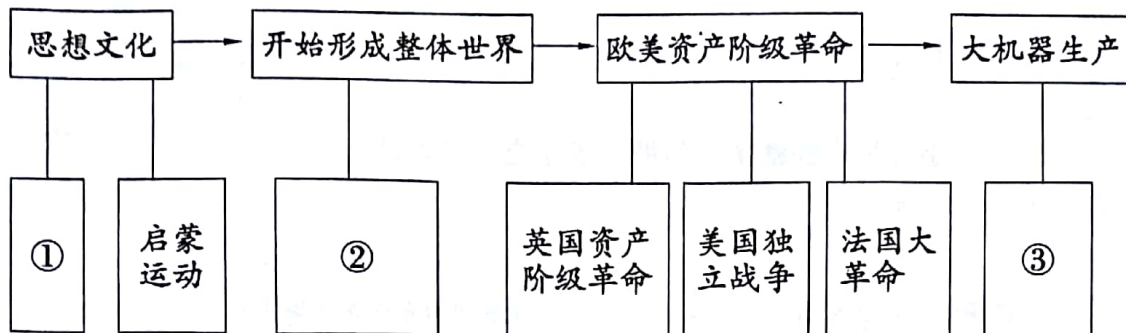 思想文化
开始形成整体世界
欧美资产阶级革命
大机器生产
①
启蒙
运动
②
英国资产
阶级革命
美国独
立战争
法国大
革命
③